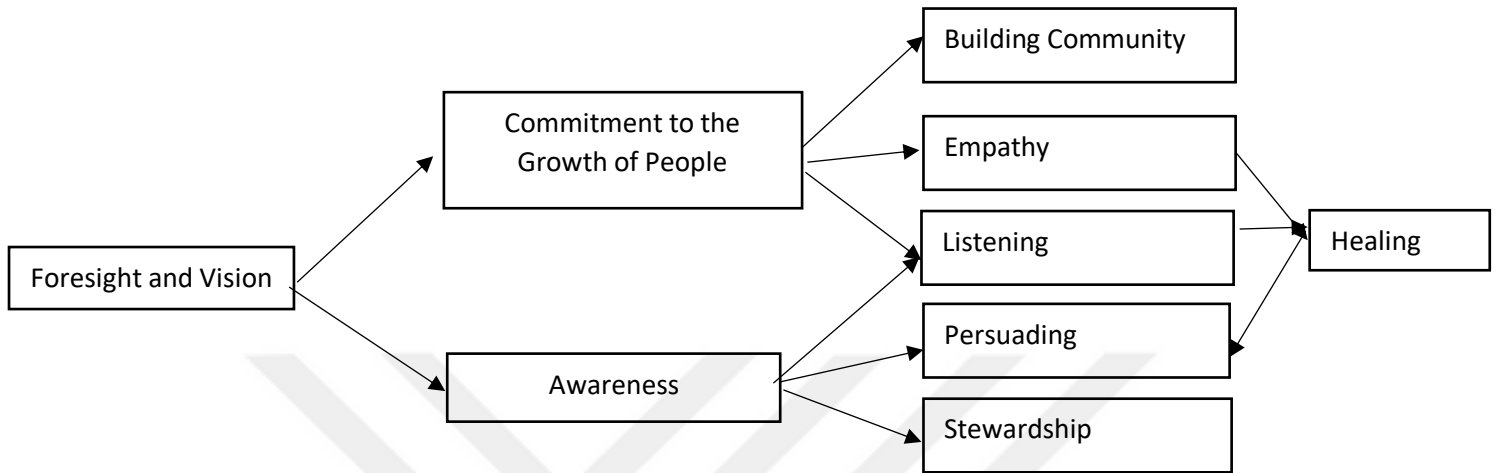 Building Community
Commitment to the
Growth of People
Empathy
Listening
Healing
Foresight and Vision
Persuading
Awareness
Stewardship